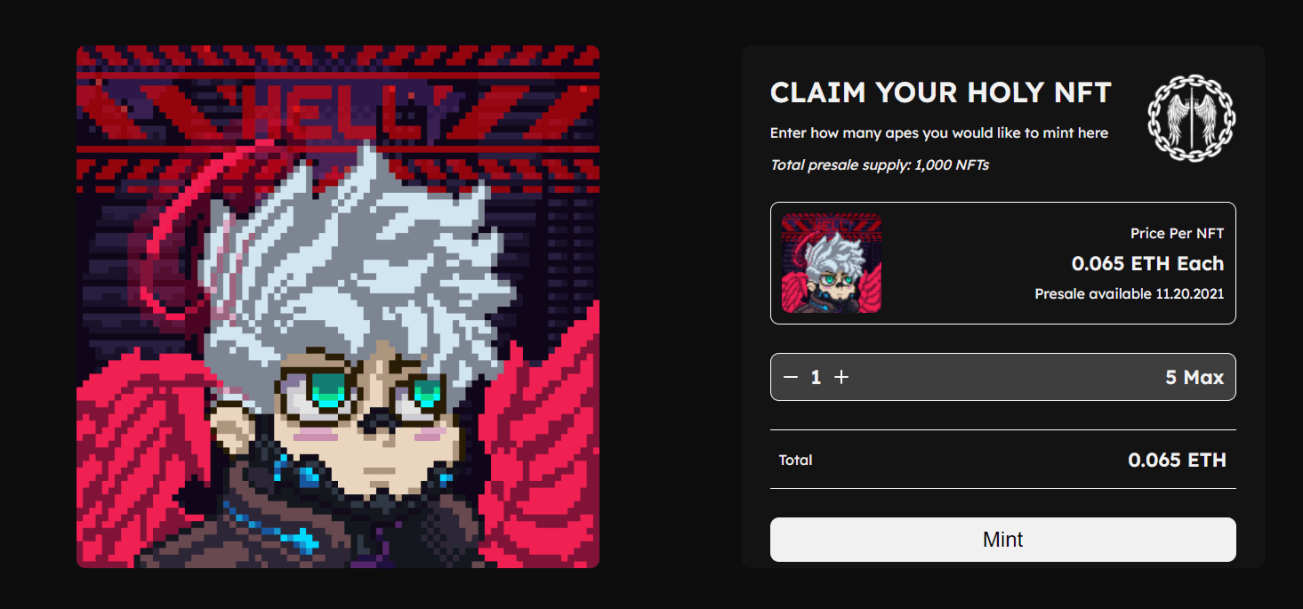 HELL
CLAIM YOUR HOLY NFT
Enter how many apes you would like to mint here
Total presale supply: 1,000 NFTs
Price Per NFT
0.065 ETH Each
Presale available 11.20.2021
− 1 +
5 Max
Total
0.065 ETH
Mint